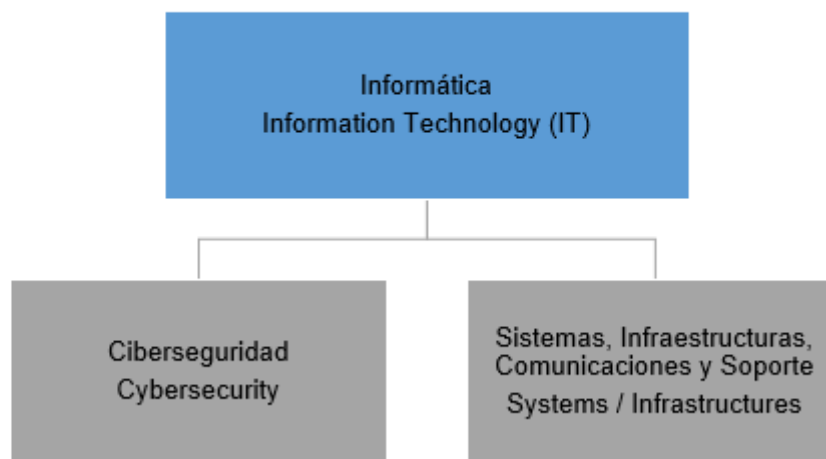 Informática
Information Technology (IT)
Ciberseguridad
Cybersecurity
Sistemas, Infraestructuras,
Comunicaciones y Soporte
Systems / Infrastructures